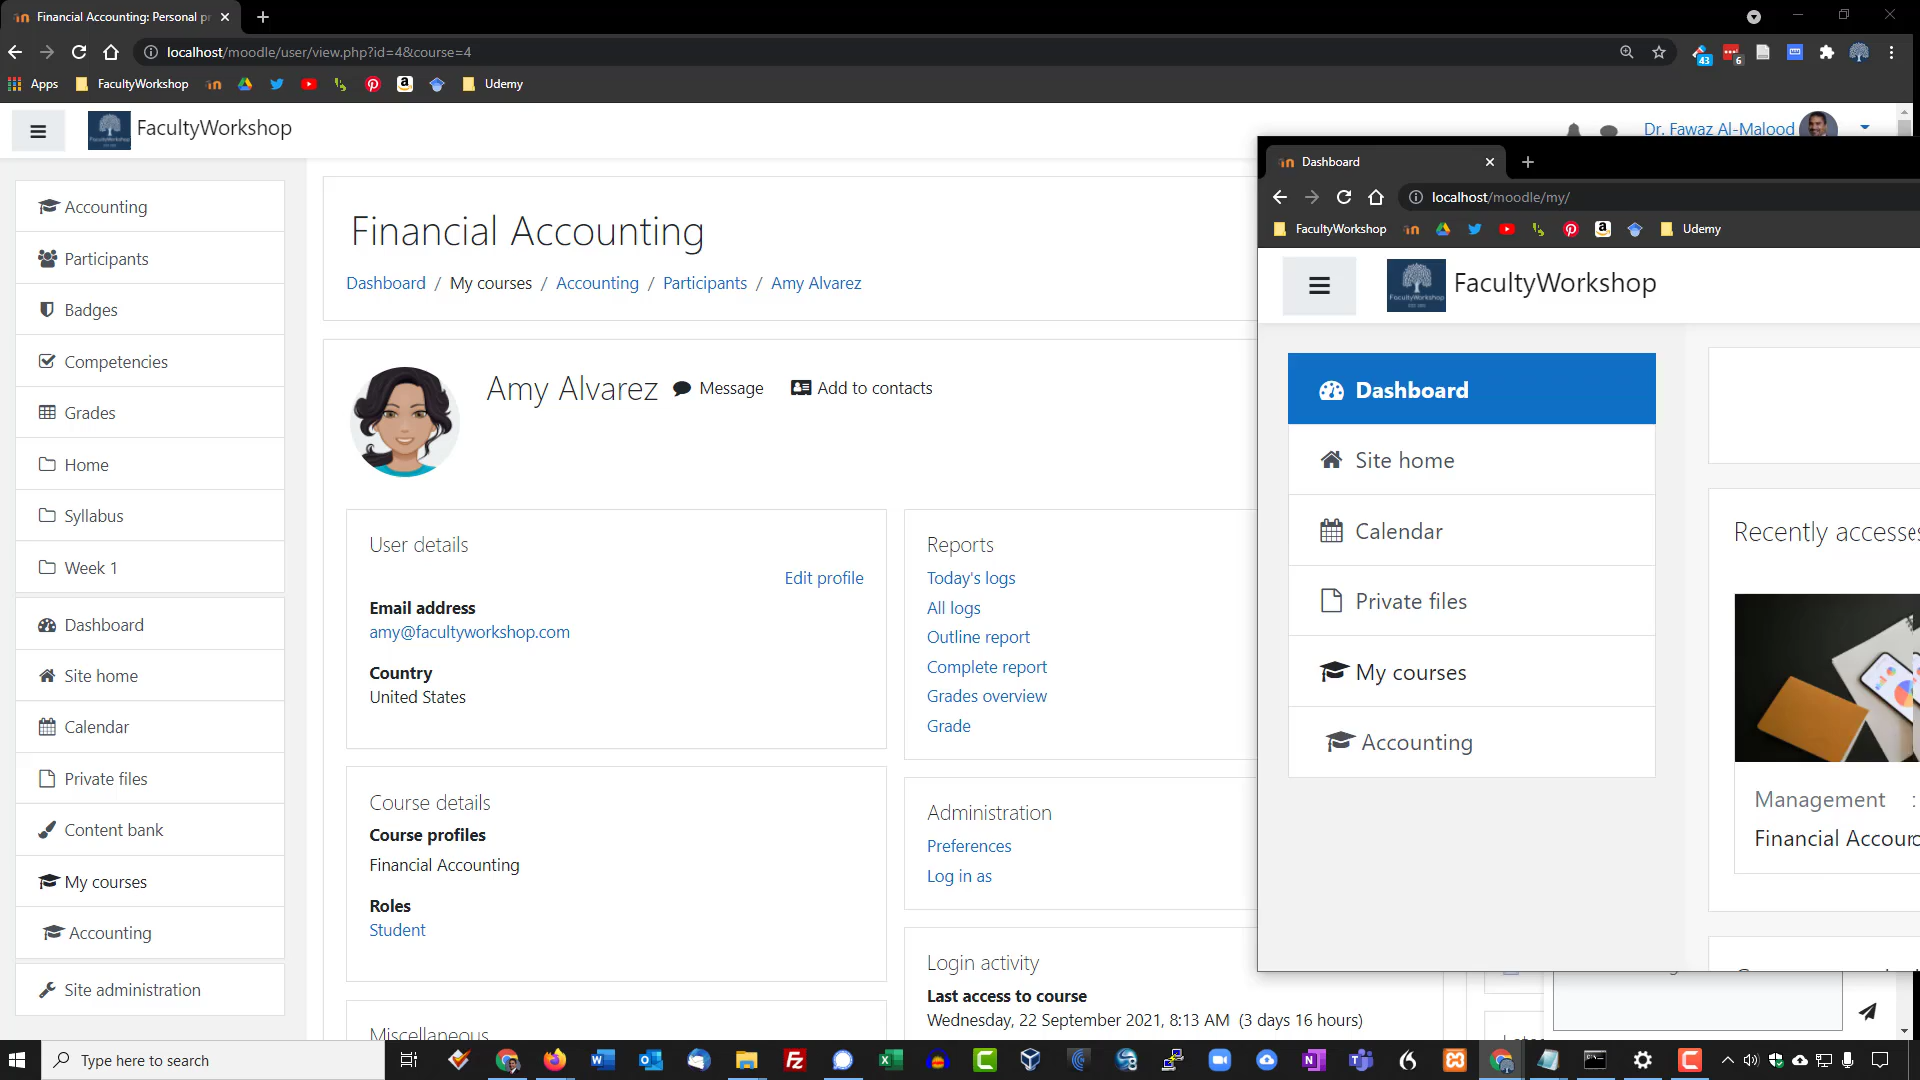 Financial Accounting: Personal pr
localhost/moodle/user/view.php?id=4&course=4
43
6
Apps
FacultyWorkshop
Udemy
FacultyWorkshop
Dr. Fawaz Al-Malood
Accounting
Participants
Badges
Competencies
Grades
Home
Syllabus
Week 1
Dashboard
Site home
Calendar
Private files
Content bank
My courses
Accounting
Site administration
Financial Accounting
Dashboard / My courses / Accounting / Participants / Amy Alvarez
Amy Alvarez
Message
Add to contacts
User details
Edit profile
Email address
amy@facultyworkshop.com
Country
United States
Course details
Course profiles
Financial Accounting
Roles
Student
Miscellaneous
Reports
Today's logs
All logs
Outline report
Complete report
Grades overview
Grade
Administration
Preferences
Log in as
Login activity
Last access to course
Wednesday, 22 September 2021, 8:13 AM (3 days 16 hours)
Dashboard
localhost/moodle/my/
FacultyWorkshop
Udemy
FacultyWorkshop
Dashboard
Site home
Calendar
Private files
My courses
Accounting
Recently accesse
Management
Financial Accour
Type here to search